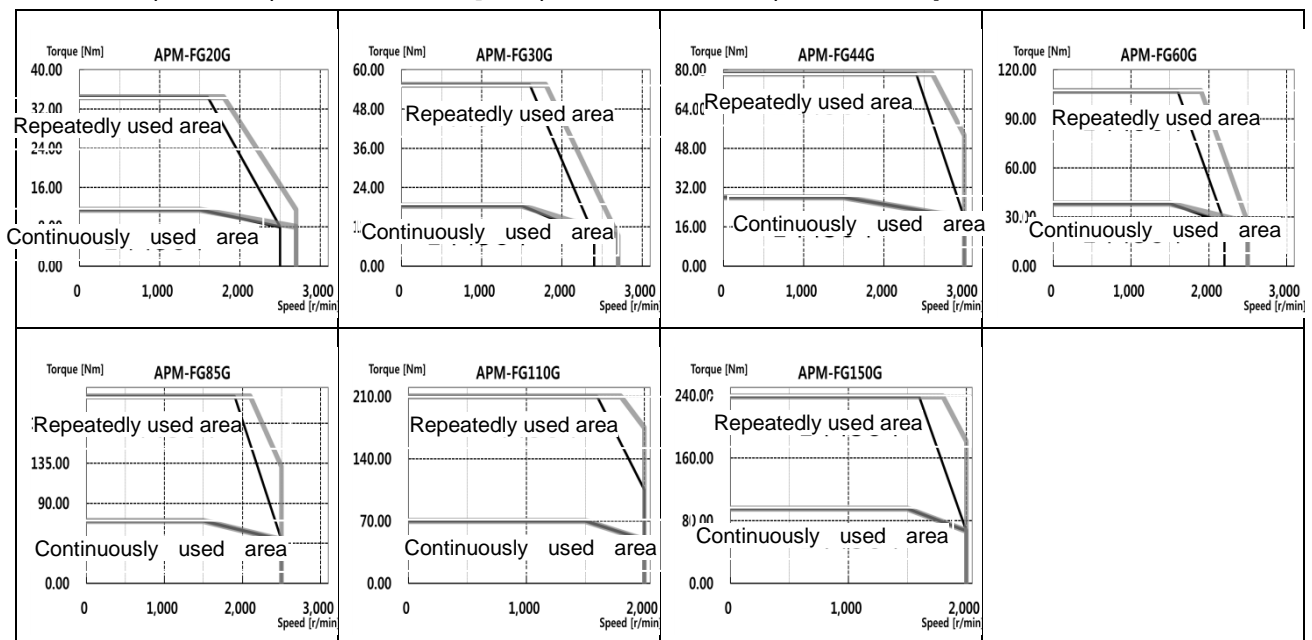 Torque [Nm] APM-FG20G
40.00
32.00
Repeatedly used area
24.00
16.00
8.00
Continuously used area
0.00
0 1,000 2,000 3,000
Speed [r/min]
Torque [Nm] APM-FG30G
60.00
48.00
Repeatedly used area
36.00
24.00
Continuously used area
0.00
0 1,000 2,000 3,000
Speed [r/min]
Torque [Nm] APM-FG44G
80.00
64.00
Repeatedly used area
48.00
32.00
16.00
Continuously used area
0.00
0 1,000 2,000 3,000
Speed [r/min]
Torque [Nm] APM-FG60G
120.00
90.00
Repeatedly used area
60.00
30.00
Continuously used area
0.00
0 1,000 2,000 3,000
Speed [r/min]
Torque [Nm] APM-FG85G
Repeatedly used area
135.00
90.00
Continuously used area
0.00
0 1,000 2,000 3,000
Speed [r/min]
Torque [Nm] APM-FG110G
210.00
Repeatedly used area
140.00
70.00
Continuously used area
0.00
0 1,000 2,000
Speed [r/min]
Torque [Nm] APM-FG150G
240.00
Repeatedly used area
160.00
80.00
Continuously used area
0.00
0 1,000 2,000
Speed [r/min]